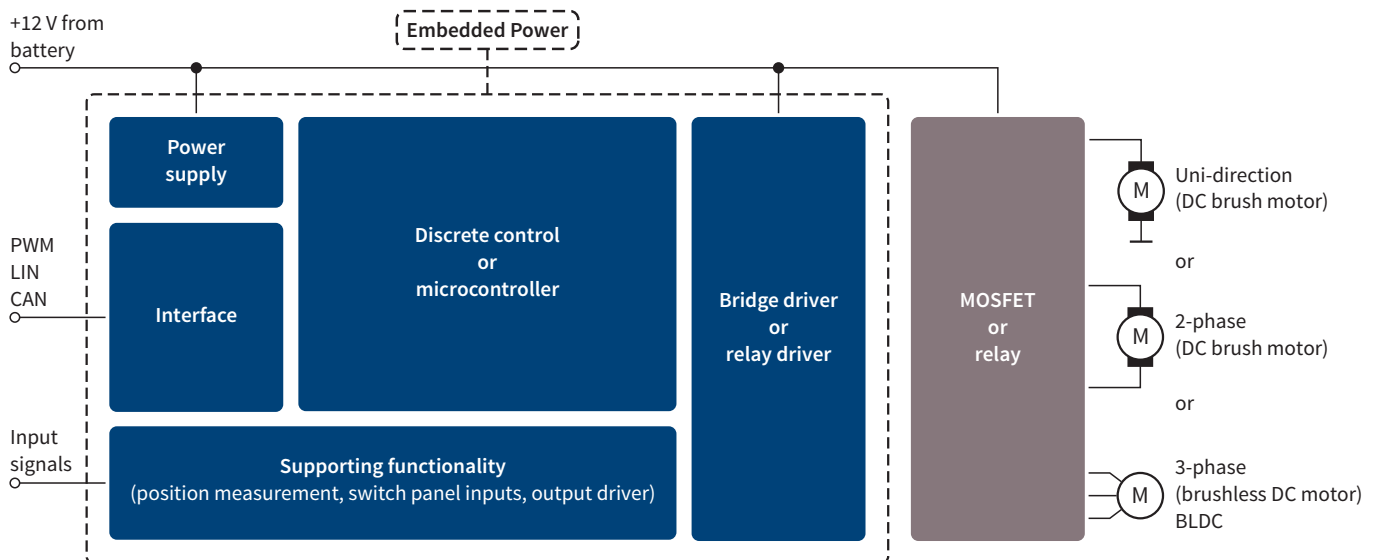 +12 V from
battery
Embedded Power
Power
supply
Discrete control
or
microcontroller
Bridge driver
or
relay driver
MOSFET
or
relay
PWM
LIN
CAN
Interface
Input
signals
Supporting functionality
(position measurement, switch panel inputs, output driver)
M
Uni-direction
(DC brush motor)
or
M
2-phase
(DC brush motor)
or
M
3-phase
(brushless DC motor)
BLDC